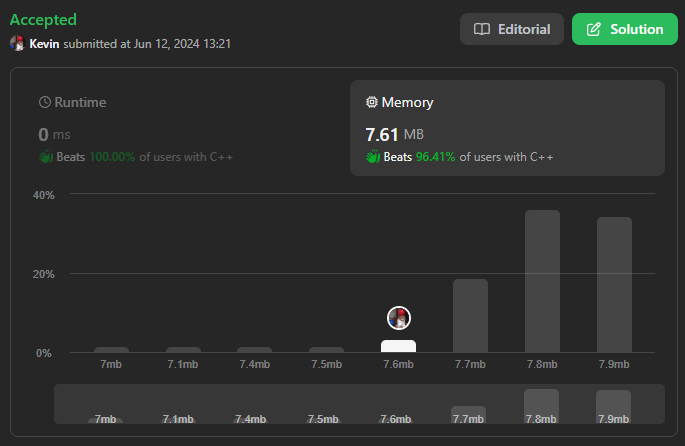 Accepted
Editorial
Solution
Kevin submitted at Jun 12, 2024 13:21
Runtime
0 ms
Beats 100.00% of users with C++
Memory
7.61 MB
Beats 96.41% of users with C++
40%
20%
0%
7mb 7.1mb 7.4mb 7.5mb 7.6mb 7.7mb 7.8mb 7.9mb
7mb 7.1mb 7.4mb 7.5mb 7.6mb 7.7mb 7.8mb 7.9mb